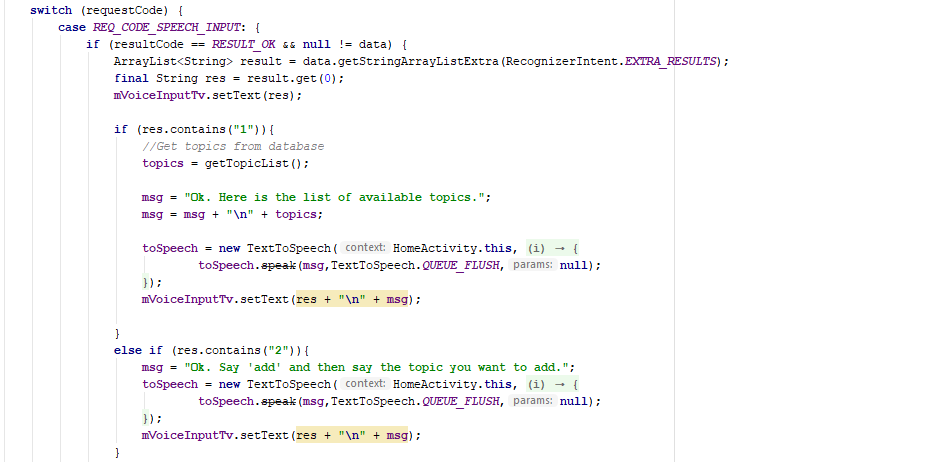 switch (requestCode) {
case REQ_CODE_SPEECH_INPUT: {
if (resultCode == RESULT_OK && null != data) {
ArrayList<String> result = data.getStringArrayListExtra(RecognizerIntent.EXTRA_RESULTS);
final String res = result.get(0);
mVoiceInputTv.setText(res);
if (res.contains("1")){
//Get topics from database
topics = getTopicList();
msg = "Ok. Here is the list of available topics.";
msg = msg + "\n" + topics;
toSpeech = new TextToSpeech( context: HomeActivity.this, (i) → {
toSpeech.speak(msg,TextToSpeech.QUEUE_FLUSH, params: null);
});
mVoiceInputTv.setText(res + "\n" + msg);
}
else if (res.contains("2")){
msg = "Ok. Say 'add' and then say the topic you want to add.";
toSpeech = new TextToSpeech( context: HomeActivity.this, (i) → {
toSpeech.speak(msg,TextToSpeech.QUEUE_FLUSH, params: null);
});
mVoiceInputTv.setText(res + "\n" + msg);
}